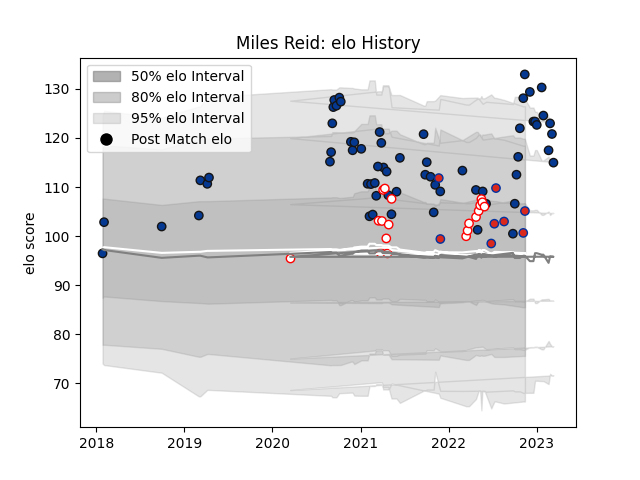 Miles Reid: elo History
50% elo Interval
80% elo Interval
95% elo Interval
Post Match elo
elo score
130
120
110
100
90
80
70
2018
2019
2020
2021
2022
2023